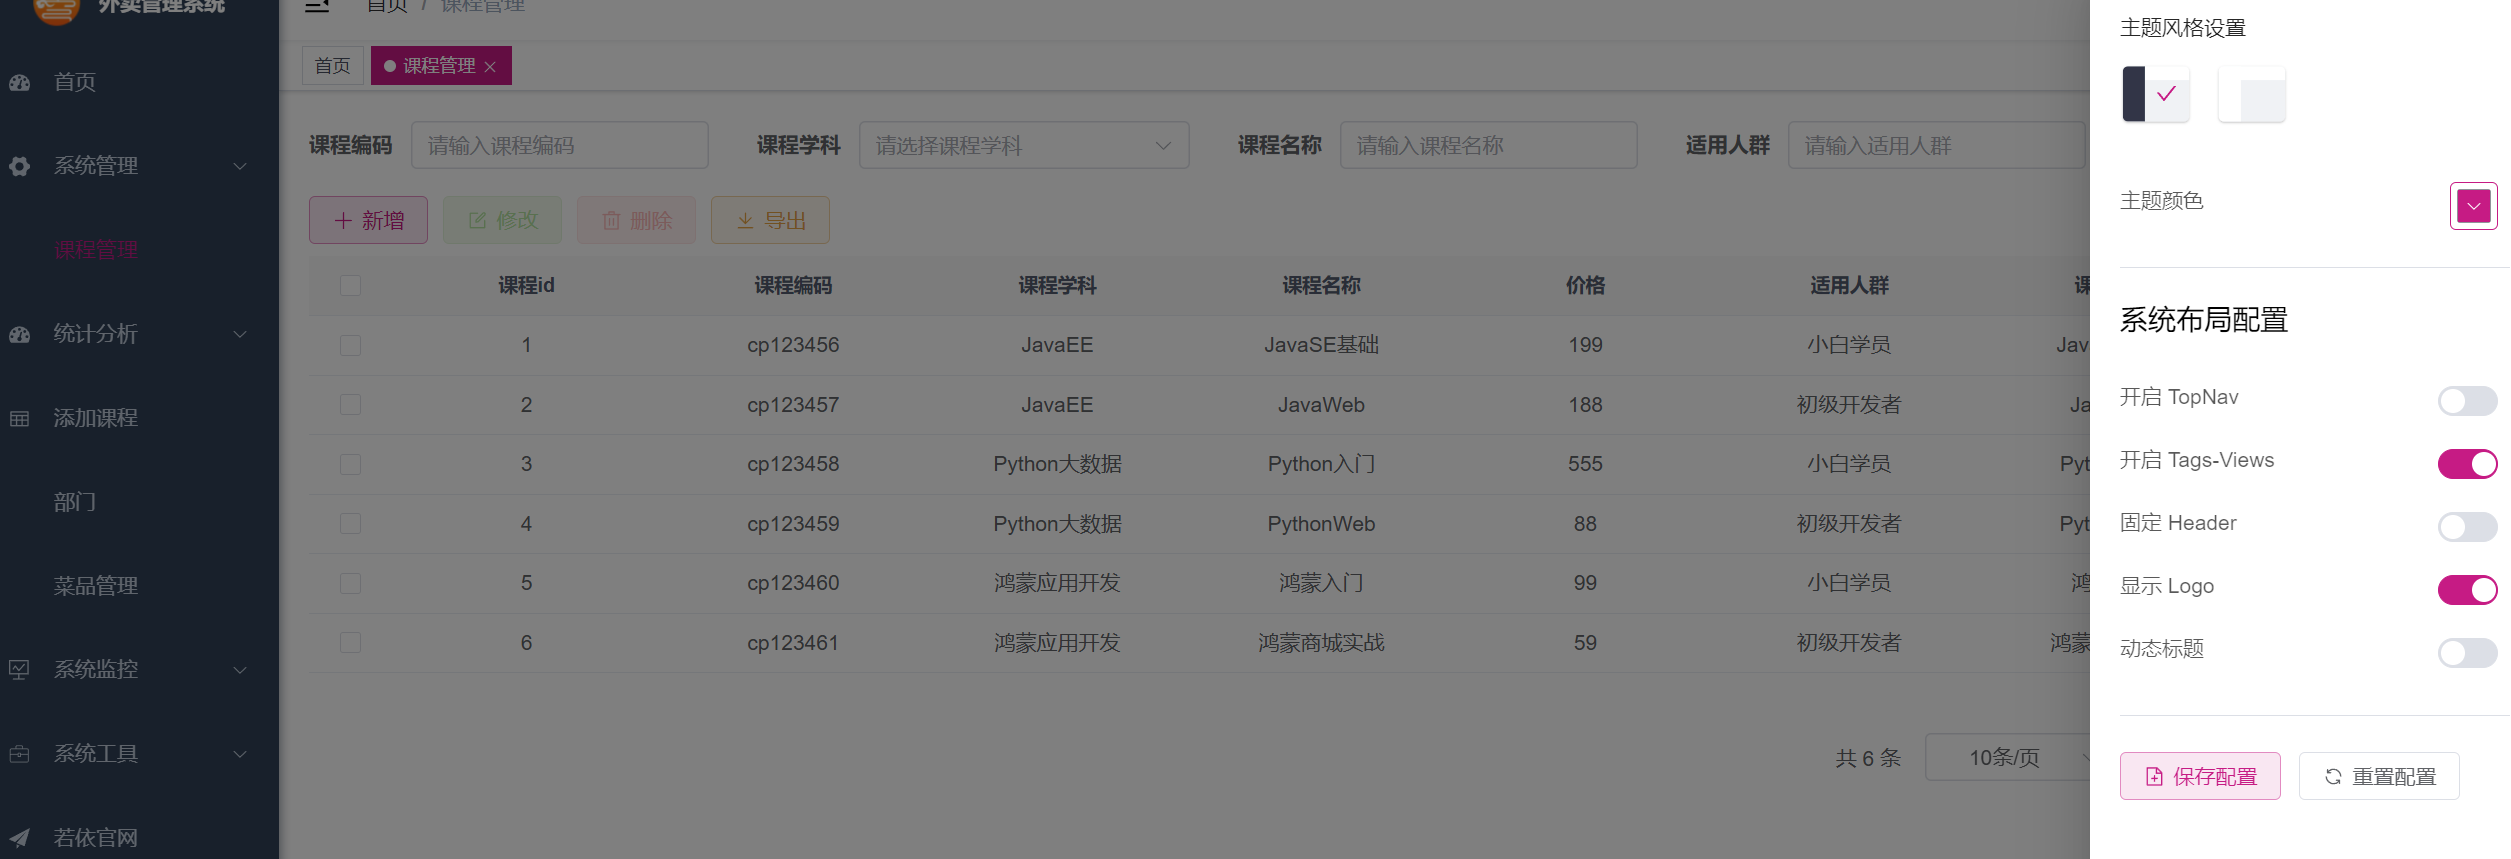 外卖管理系统
首页
系统管理
课程管理
统计分析
添加课程
部门
菜品管理
系统监控
系统工具
若依官网
首页 / 课程管理
首页
课程管理
课程编码 请输入课程编码 课程学科 请选择课程学科 课程名称 请输入课程名称 适用人群 请输入适用人群
新增 修改 删除 导出
课程id 课程编码 课程学科 课程名称 价格 适用人群 课
1 cp123456 JavaEE JavaSE基础 199 小白学员 Jav
2 cp123457 JavaEE JavaWeb 188 初级开发者 Ja
3 cp123458 Python大数据 Python入门 555 小白学员 Pyt
4 cp123459 Python大数据 PythonWeb 88 初级开发者 Pyt
5 cp123460 鸿蒙应用开发 鸿蒙入门 99 小白学员 鸿
6 cp123461 鸿蒙应用开发 鸿蒙商城实战 59 初级开发者 鸿蒙
共 6 条 10条/页
主题风格设置
主题颜色
系统布局配置
开启 TopNav
开启 Tags-Views
固定 Header
显示 Logo
动态标题
保存配置 重置配置